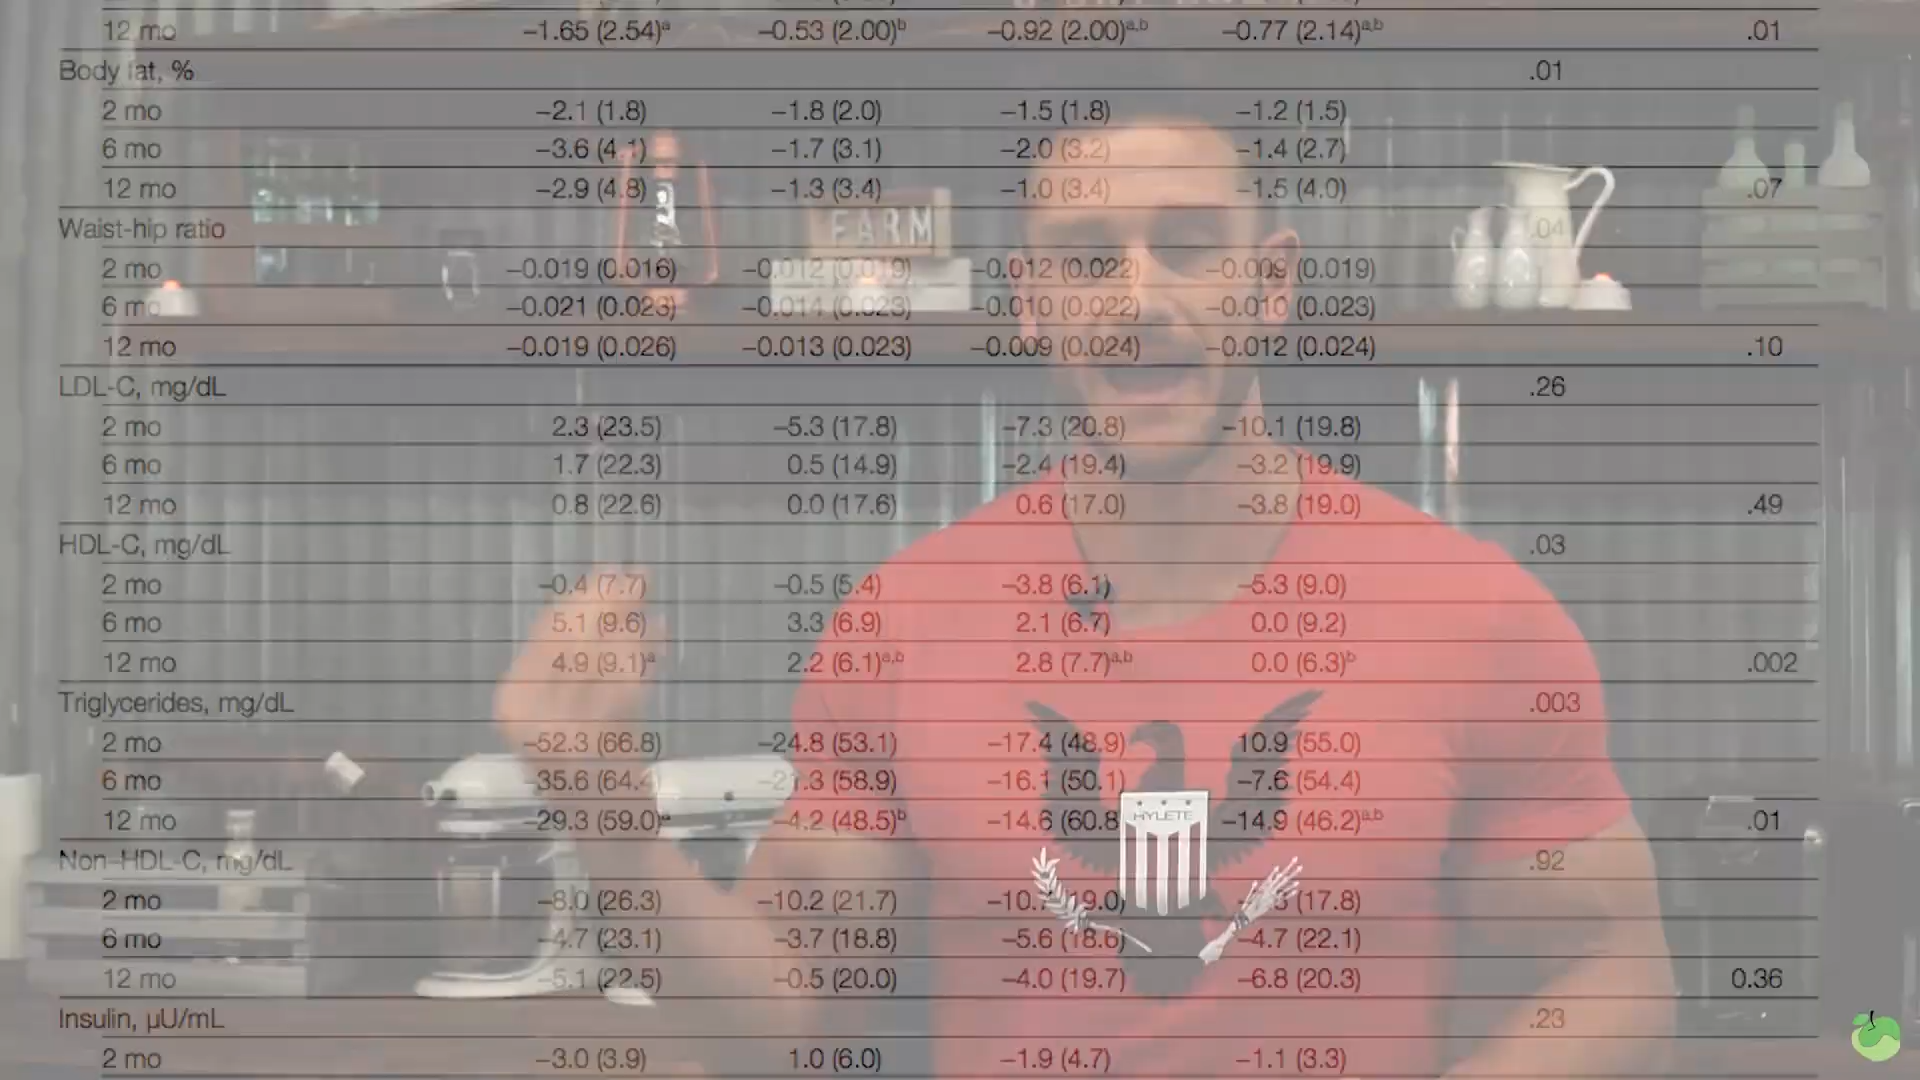 12 mo −1.65 (2.54)ᵃ −0.53 (2.00)ᵇ −0.92 (2.00)ᵃ,ᵇ −0.77 (2.14)ᵃ,ᵇ .01
Body fat, % .01
2 mo −2.1 (1.8) −1.8 (2.0) −1.5 (1.8) −1.2 (1.5)
6 mo −3.6 (4.1) −1.7 (3.1) −2.0 (3.2) −1.4 (2.7)
12 mo −2.9 (4.8) −1.3 (3.4) −1.0 (3.4) −1.5 (4.0) .07
FARM
Waist-hip ratio .04
2 mo −0.019 (0.016) −0.012 (0.019) −0.012 (0.022) −0.009 (0.019)
6 mo −0.021 (0.023) −0.014 (0.023) −0.010 (0.022) −0.010 (0.023)
12 mo −0.019 (0.026) −0.013 (0.023) −0.009 (0.024) −0.012 (0.024) .10
LDL-C, mg/dL .26
2 mo 2.3 (23.5) −5.3 (17.8) −7.3 (20.8) −10.1 (19.8)
6 mo 1.7 (22.3) 0.5 (14.9) −2.4 (19.4) −3.2 (19.9)
12 mo 0.8 (22.6) 0.0 (17.6) 0.6 (17.0) −3.8 (19.0) .49
HDL-C, mg/dL .03
2 mo −0.4 (7.7) −0.5 (5.4) −3.8 (6.1) −5.3 (9.0)
6 mo 5.1 (9.6) 3.3 (6.9) 2.1 (6.7) 0.0 (9.2)
12 mo 4.9 (9.1)ᵃ 2.2 (6.1)ᵃ,ᵇ 2.8 (7.7)ᵃ,ᵇ 0.0 (6.3)ᵇ .002
Triglycerides, mg/dL .003
2 mo −52.3 (66.8) −24.8 (53.1) −17.4 (48.9) 10.9 (55.0)
6 mo −35.6 (64.4) −21.3 (58.9) −16.1 (50.1) −7.6 (54.4)
12 mo −29.3 (59.0)ᵃ −4.2 (48.5)ᵇ −14.6 (60.8 −14.9 (46.2)ᵃ,ᵇ .01
HYLETE
Non–HDL-C, mg/dL .92
2 mo −8.0 (26.3) −10.2 (21.7) (17.8)
6 mo −4.7 (23.1) −3.7 (18.8) −5.6 (18.6) −4.7 (22.1)
12 mo −5.1 (22.5) −0.5 (20.0) −4.0 (19.7) −6.8 (20.3) 0.36
Insulin, µU/mL .23
2 mo −3.0 (3.9) 1.0 (6.0) −1.9 (4.7) −1.1 (3.3)